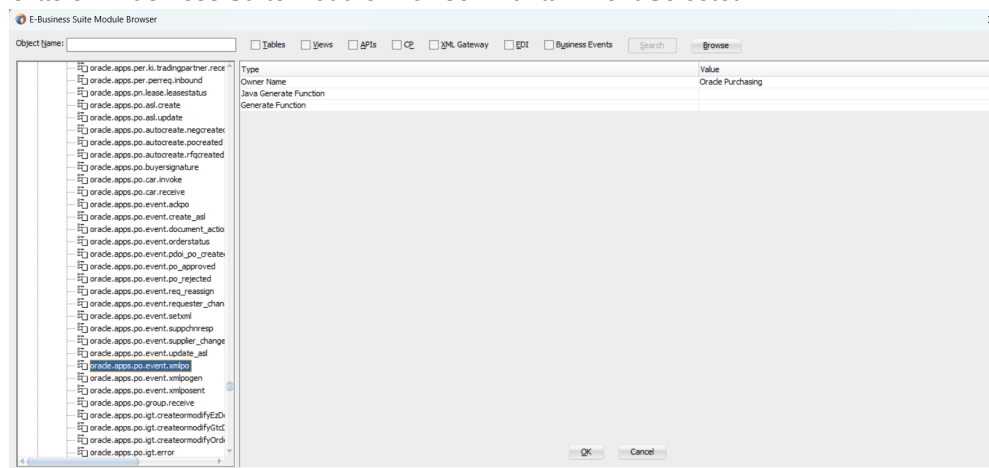 E-Business Suite Module Browser
Object Name:
Tables Views APIs CP XML Gateway EDI Business Events Search Browse
Type Value
Owner Name Oracle Purchasing
Java Generate Function
Generate Function
oracle.apps.per.ki.tradingpartner.rece
oracle.apps.per.perreq.inbound
oracle.apps.pn.lease.leasestatus
oracle.apps.po.asl.create
oracle.apps.po.asl.update
oracle.apps.po.autocreate.negcreated
oracle.apps.po.autocreate.pocreated
oracle.apps.po.autocreate.rfqcreated
oracle.apps.po.buyersignature
oracle.apps.po.car.invoke
oracle.apps.po.car.receive
oracle.apps.po.event.ackpo
oracle.apps.po.event.create_asl
oracle.apps.po.event.document_actio
oracle.apps.po.event.orderstatus
oracle.apps.po.event.pdoi_po_create
oracle.apps.po.event.po_approved
oracle.apps.po.event.po_rejected
oracle.apps.po.event.req_reassign
oracle.apps.po.event.requester_chan
oracle.apps.po.event.setxml
oracle.apps.po.event.suppchnresp
oracle.apps.po.event.supplier_change
oracle.apps.po.event.update_asl
oracle.apps.po.event.xmlpo
oracle.apps.po.event.xmlpogen
oracle.apps.po.event.xmlposent
oracle.apps.po.group.receive
oracle.apps.po.igt.createormodifyEzD
oracle.apps.po.igt.createormodifyGtc
oracle.apps.po.igt.createormodifyOrd
oracle.apps.po.igt.error
OK Cancel